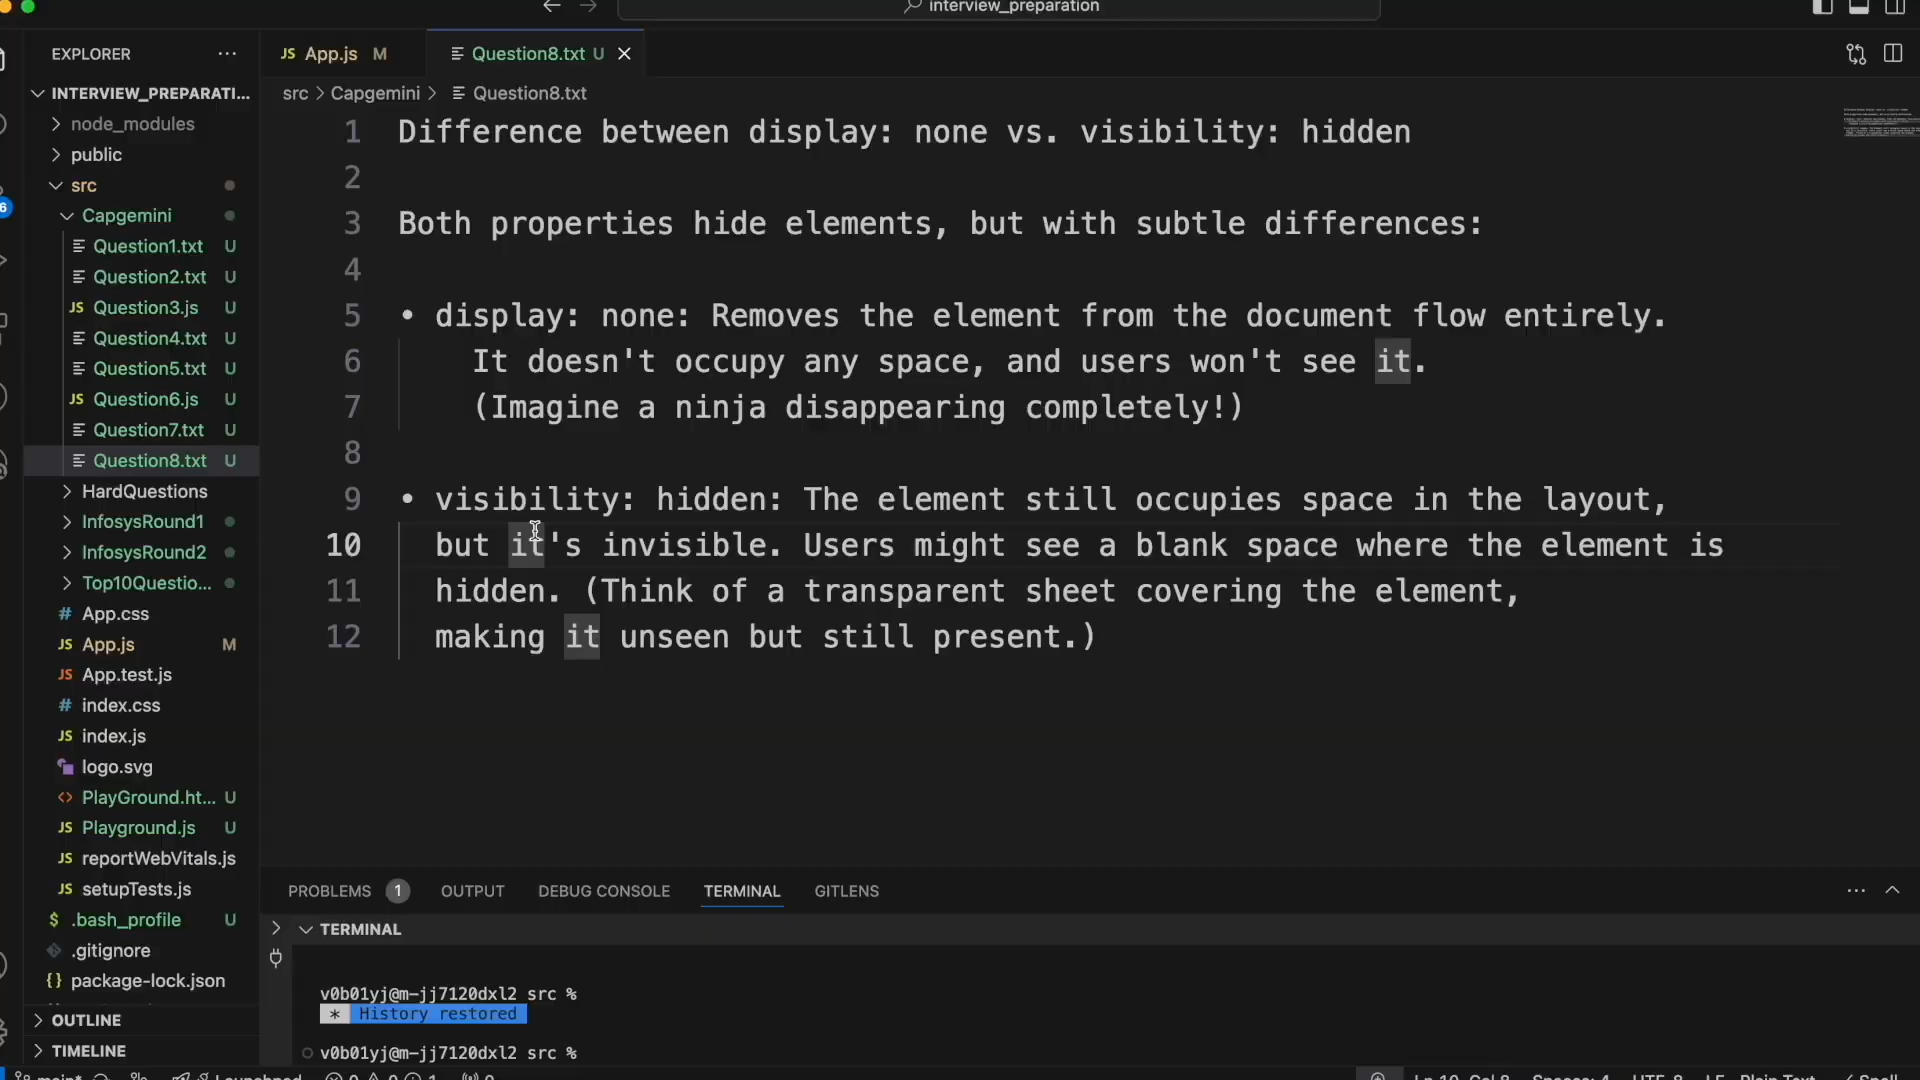 interview_preparation
EXPLORER
JS App.js M
Question8.txt U
INTERVIEW_PREPARATI...
src > Capgemini > Question8.txt
node_modules
public
src
Capgemini
Question1.txt U
Question2.txt U
JS Question3.js U
Question4.txt U
Question5.txt U
JS Question6.js U
Question7.txt U
Question8.txt U
HardQuestions
InfosysRound1
InfosysRound2
Top10Questio...
# App.css
JS App.js M
JS App.test.js
# index.css
JS index.js
logo.svg
<> PlayGround.ht... U
JS Playground.js U
JS reportWebVitals.js
JS setupTests.js
$ .bash_profile U
.gitignore
{} package-lock.json
OUTLINE
TIMELINE
1 Difference between display: none vs. visibility: hidden
2
3 Both properties hide elements, but with subtle differences:
4
5 • display: none: Removes the element from the document flow entirely.
6 It doesn't occupy any space, and users won't see it.
7 (Imagine a ninja disappearing completely!)
8
9 • visibility: hidden: The element still occupies space in the layout,
10 but it's invisible. Users might see a blank space where the element is
11 hidden. (Think of a transparent sheet covering the element,
12 making it unseen but still present.)
PROBLEMS 1 OUTPUT DEBUG CONSOLE TERMINAL GITLENS
TERMINAL
v0b01yj@m-jj7120dxl2 src %
* History restored
v0b01yj@m-jj7120dxl2 src %